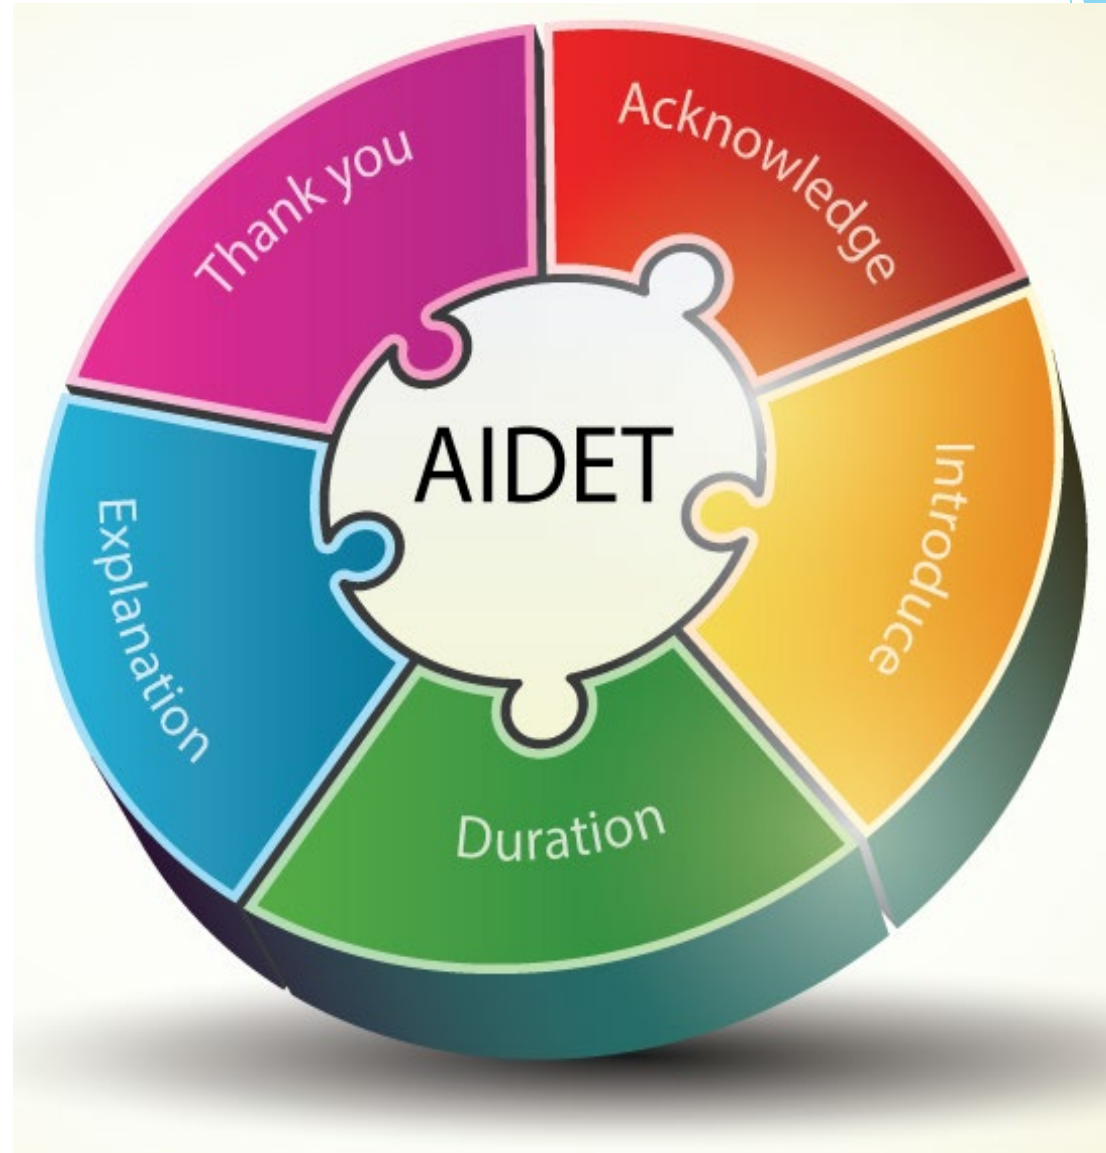 AIDET
Acknowledge
Introduce
Duration
Explanation
Thank you